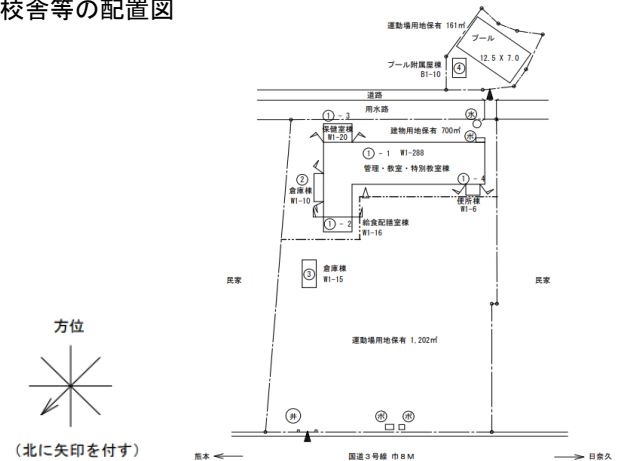 校舎等の配置図
運動場用地保有 161㎡
プール
12.5 X 7.0
プール附属屋棟
B1-10
④
道路
用水路
①-3
保健室棟
W1-20
建物用地保有 700㎡
水
ポ
①-1 W1-288
管理・教室・特別教室棟
②
倉庫棟
W1-10
①-4
便所棟
W1-6
①-2
給食配膳室棟
W1-16
③
倉庫棟
W1-15
民家
民家
運動場用地保有 1,202㎡
方位
(北に矢印を付す)
井
ポ
ポ
熊本
国道3号線 巾8M
日奈久